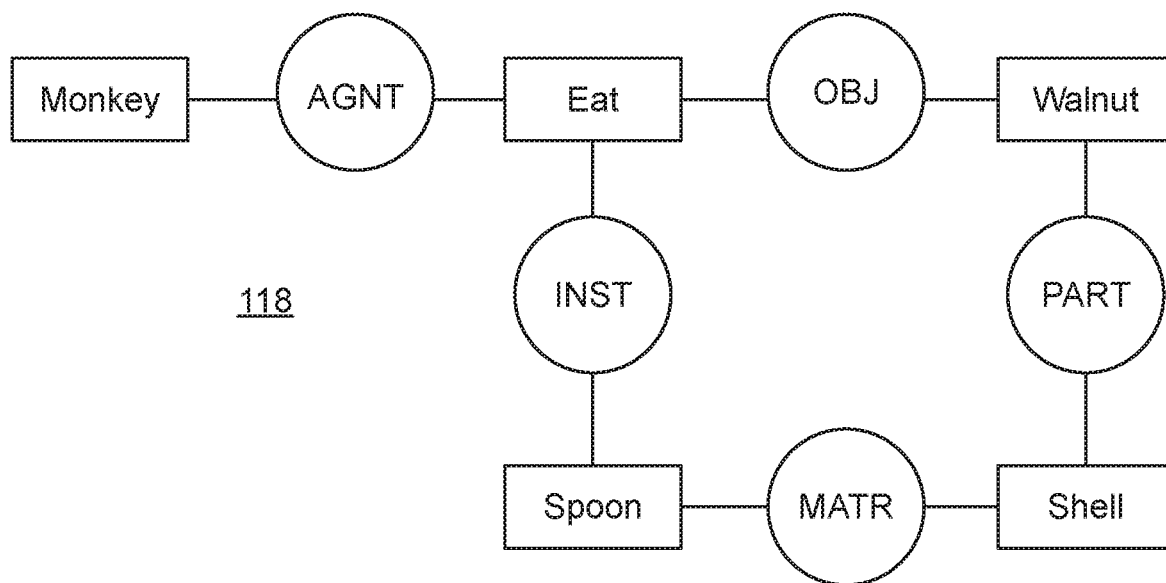 Monkey
AGNT
Eat
OBJ
Walnut
118
INST
PART
Spoon
MATR
Shell